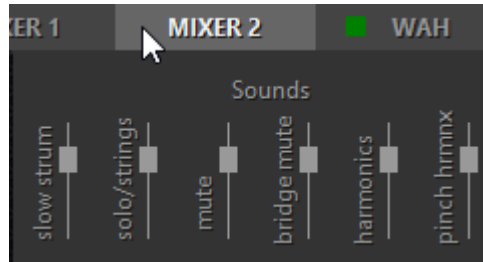 XER 1 MIXER 2 WAH
Sounds
slow strum
solo/strings
mute
bridge mute
harmonics
pinch hrmnx